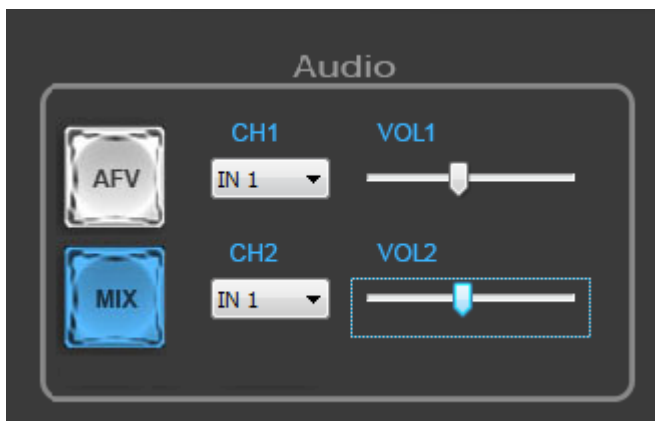 Audio
CH1 VOL1
AFV IN 1
CH2 VOL2
MIX IN 1